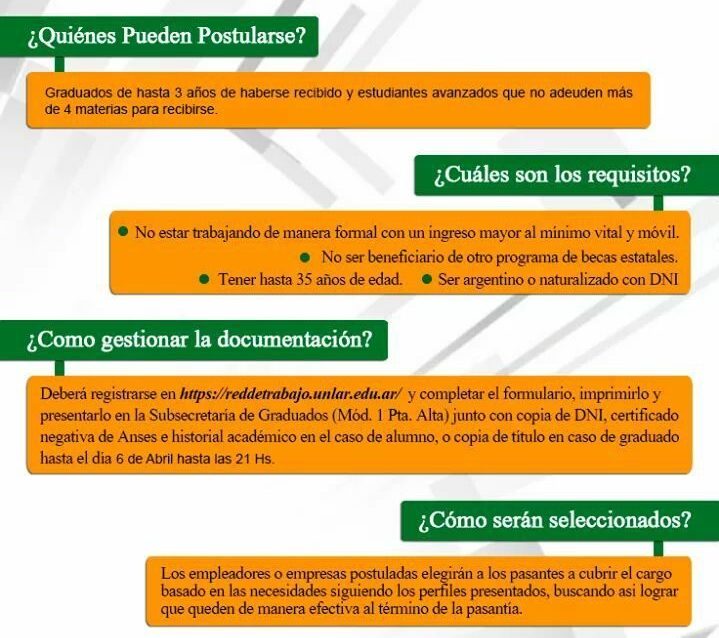 ¿Quiénes Pueden Postularse?
Graduados de hasta 3 años de haberse recibido y estudiantes avanzados que no adeuden más
de 4 materias para recibirse.
¿Cuáles son los requisitos?
● No estar trabajando de manera formal con un ingreso mayor al mínimo vital y móvil.
● No ser beneficiario de otro programa de becas estatales.
● Tener hasta 35 años de edad. ● Ser argentino o naturalizado con DNI
¿Como gestionar la documentación?
Deberá registrarse en https://reddetrabajo.unlar.edu.ar/ y completar el formulario, imprimirlo y
presentarlo en la Subsecretaría de Graduados (Mód. 1 Pta. Alta) junto con copia de DNI, certificado
negativa de Anses e historial académico en el caso de alumno, o copia de título en caso de graduado
hasta el día 6 de Abril hasta las 21 Hs.
¿Cómo serán seleccionados?
Los empleadores o empresas postuladas elegirán a los pasantes a cubrir el cargo
basado en las necesidades siguiendo los perfiles presentados, buscando asi lograr
que queden de manera efectiva al término de la pasantía.